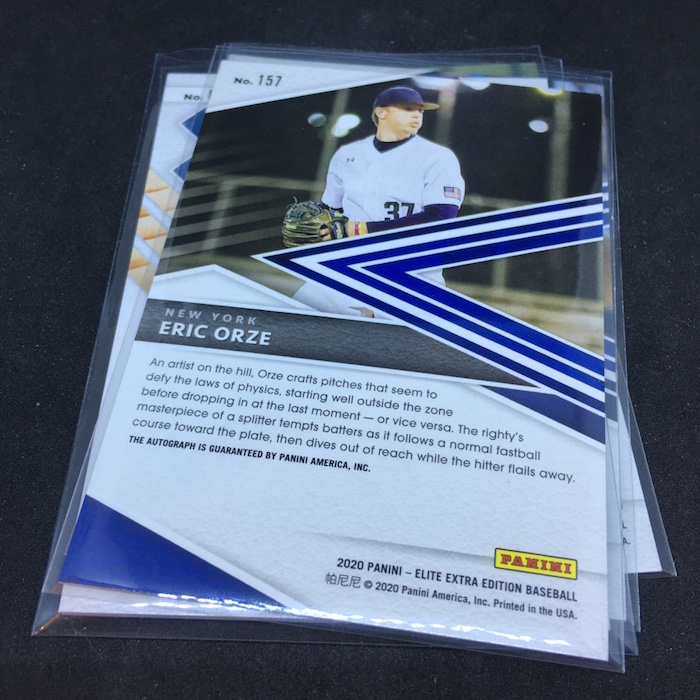 No.
No. 157
37
NEW YORK
ERIC ORZE
An artist on the hill, Orze crafts pitches that seem to
defy the laws of physics, starting well outside the zone
before dropping in at the last moment — or vice versa. The righty's
masterpiece of a splitter tempts batters as it follows a normal fastball
course toward the plate, then dives out of reach while the hitter flails away.
THE AUTOGRAPH IS GUARANTEED BY PANINI AMERICA, INC.
PANINI
2020 PANINI – ELITE EXTRA EDITION BASEBALL
帕尼尼 © 2020 Panini America, Inc. Printed in the USA.